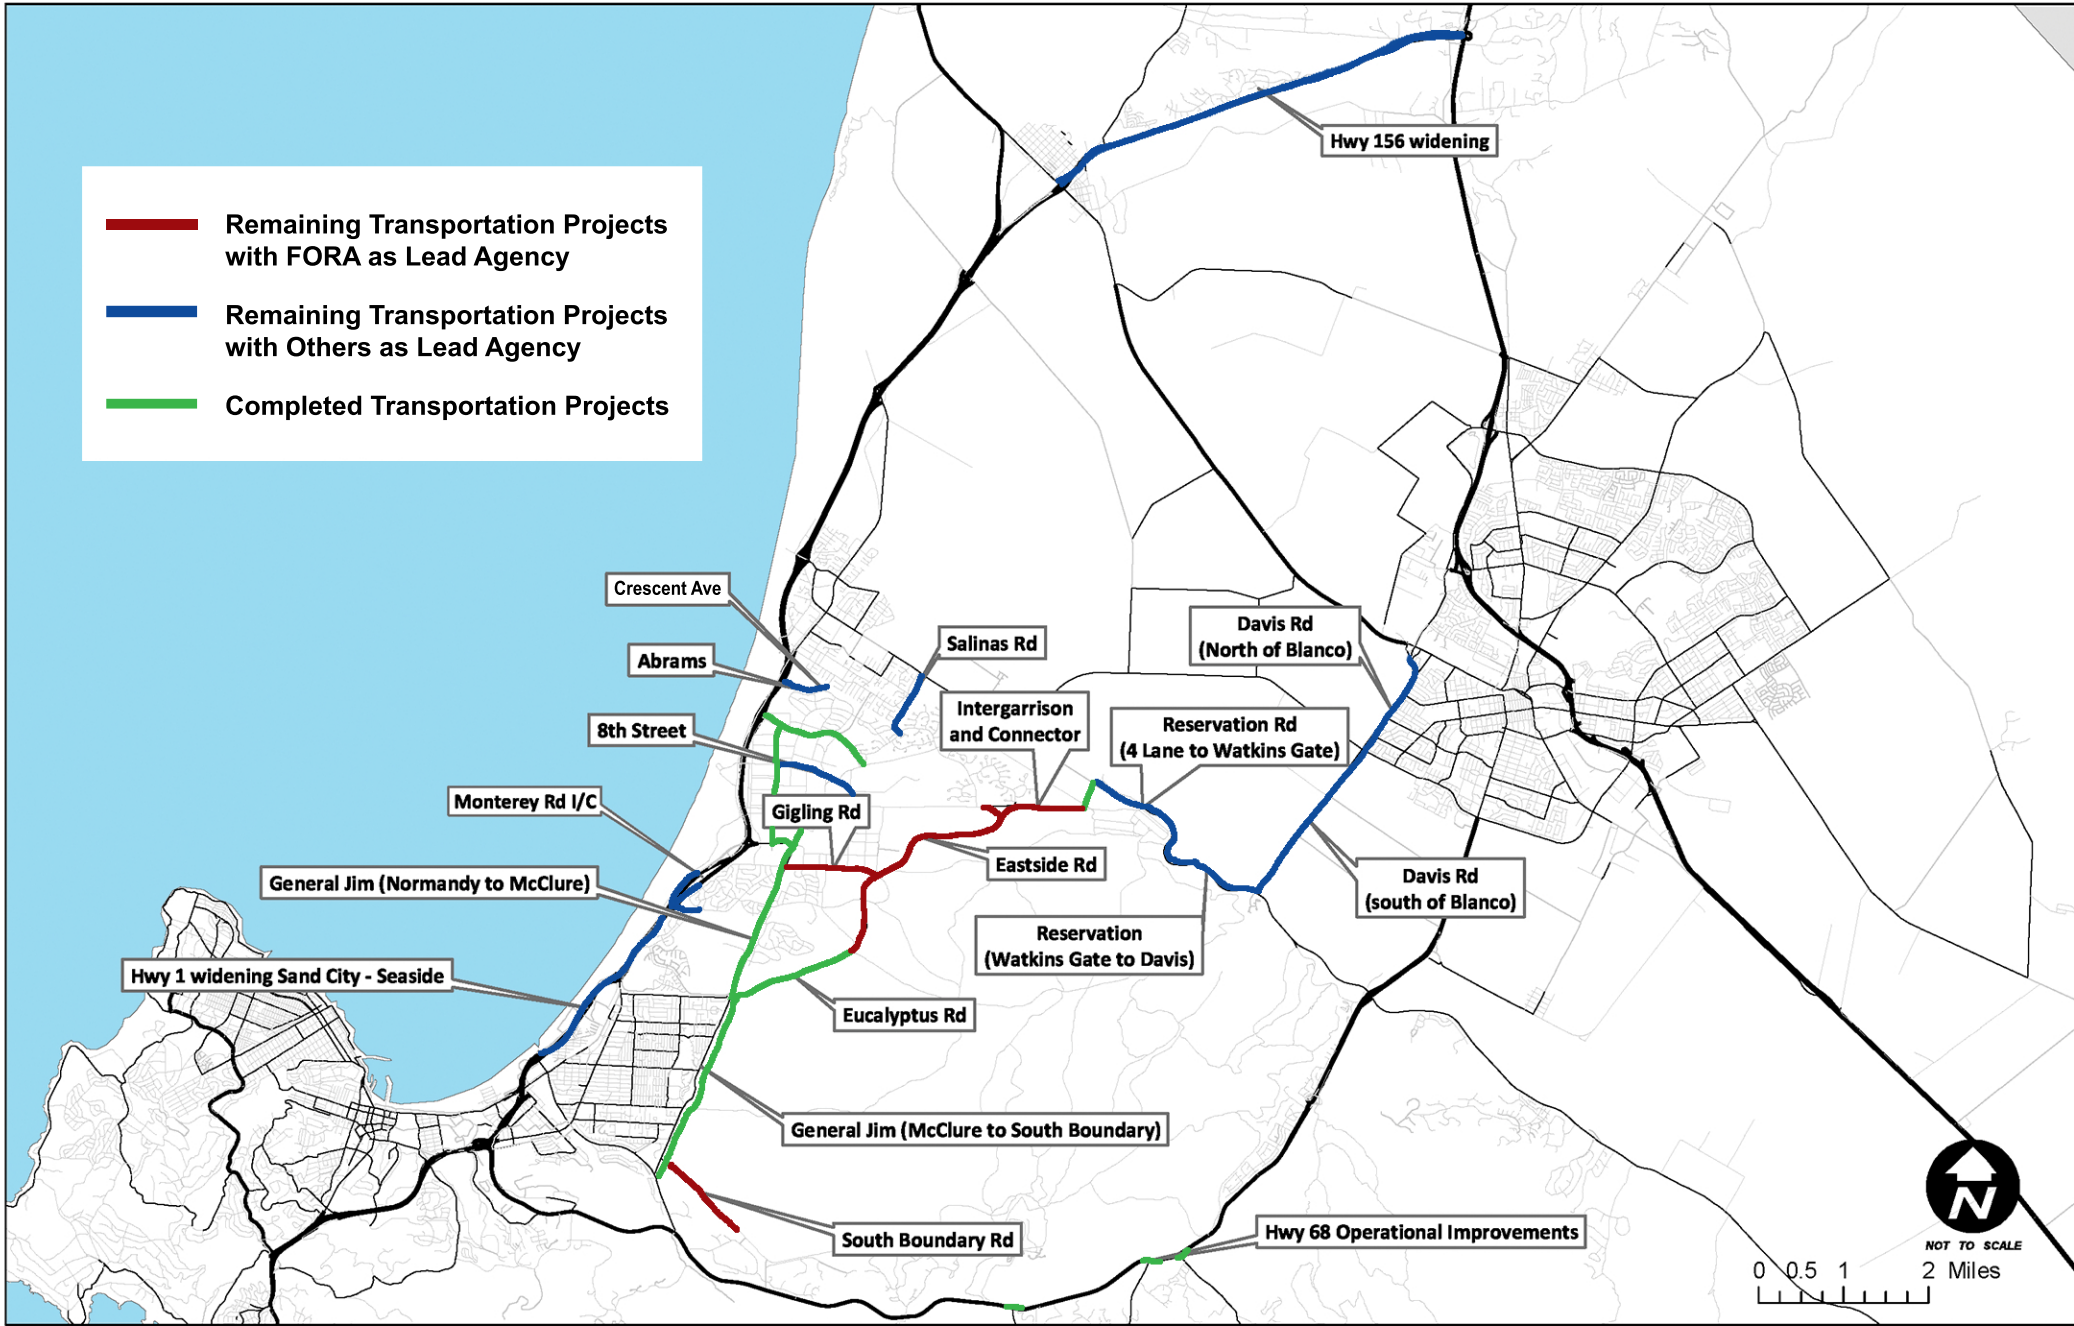 Hwy 156 widening
Remaining Transportation Projects
with FORA as Lead Agency
Remaining Transportation Projects
with Others as Lead Agency
Completed Transportation Projects
Crescent Ave
Abrams
Salinas Rd
Davis Rd
(North of Blanco)
8th Street
Intergarrison
and Connector
Reservation Rd
(4 Lane to Watkins Gate)
Monterey Rd I/C
Gigling Rd
General Jim (Normandy to McClure)
Eastside Rd
Davis Rd
(south of Blanco)
Reservation
(Watkins Gate to Davis)
Hwy 1 widening Sand City - Seaside
Eucalyptus Rd
General Jim (McClure to South Boundary)
South Boundary Rd
Hwy 68 Operational Improvements
N
NOT TO SCALE
0 0.5 1 2 Miles